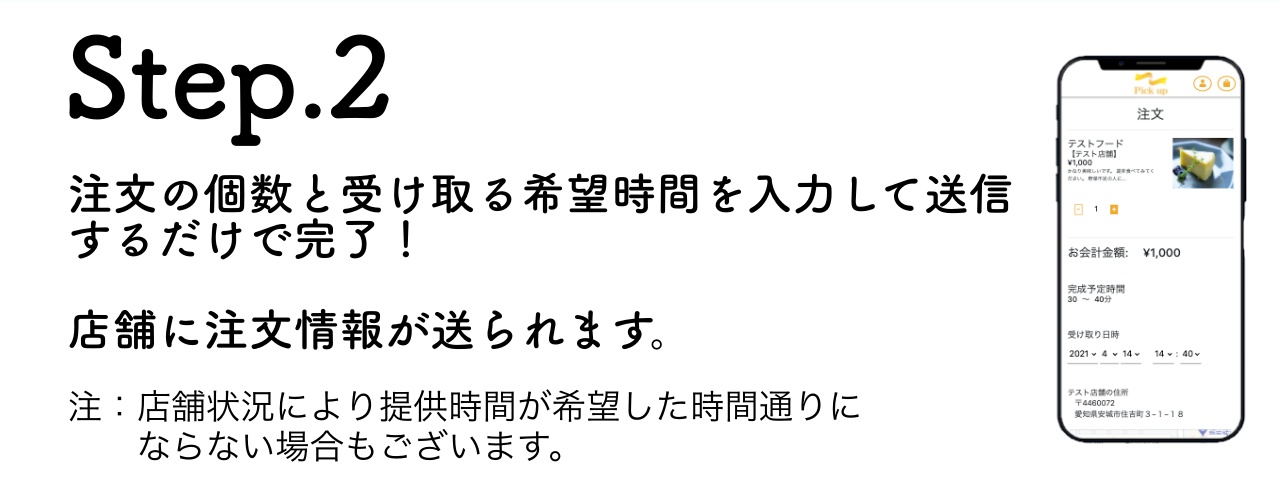 Step.2
注文の個数と受け取る希望時間を入力して送信
するだけで完了！
店舗に注文情報が送られます。
注：店舗状況により提供時間が希望した時間通りに
ならない場合もございます。
Pick up
注文
テストフード
【テスト店舗】
¥1,000
かなり美味しいです。 是非食べてみてく
ださい。 野菜不足の人に...
- 1 +
お会計金額: ¥1,000
完成予定時間
30 〜 40分
受け取り日時
2021 4 14 14 : 40
テスト店舗の住所
〒4460072
愛知県安城市住吉町３−１−１８